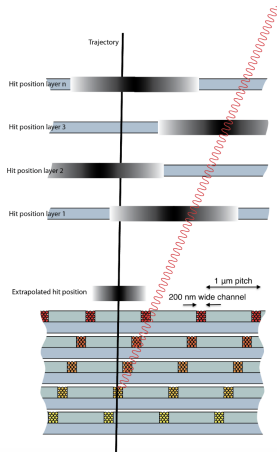 Trajectory
Hit position layer n
Hit position layer 3
Hit position layer 2
Hit position layer 1
1 µm pitch
Extrapolated hit position
200 nm wide channel